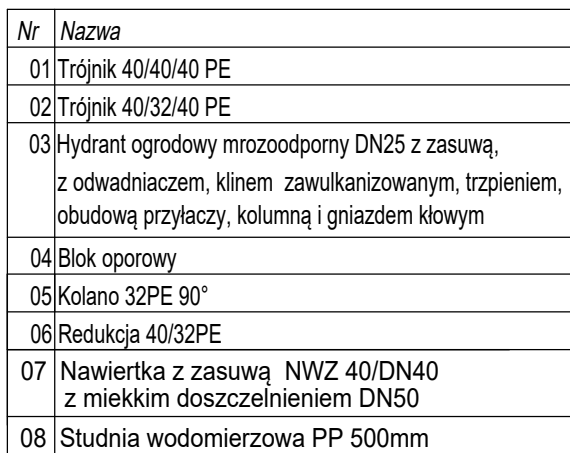 Nr Nazwa
01 Trójnik 40/40/40 PE
02 Trójnik 40/32/40 PE
03 Hydrant ogrodowy mrozoodporny DN25 z zasuwą,
z odwadniaczem, klinem zawulkanizowanym, trzpieniem,
obudową przyłaczy, kolumną i gniazdem kłowym
04 Blok oporowy
05 Kolano 32PE 90°
06 Redukcja 40/32PE
07 Nawiertka z zasuwą NWZ 40/DN40
z miekkim doszczelnieniem DN50
08 Studnia wodomierzowa PP 500mm